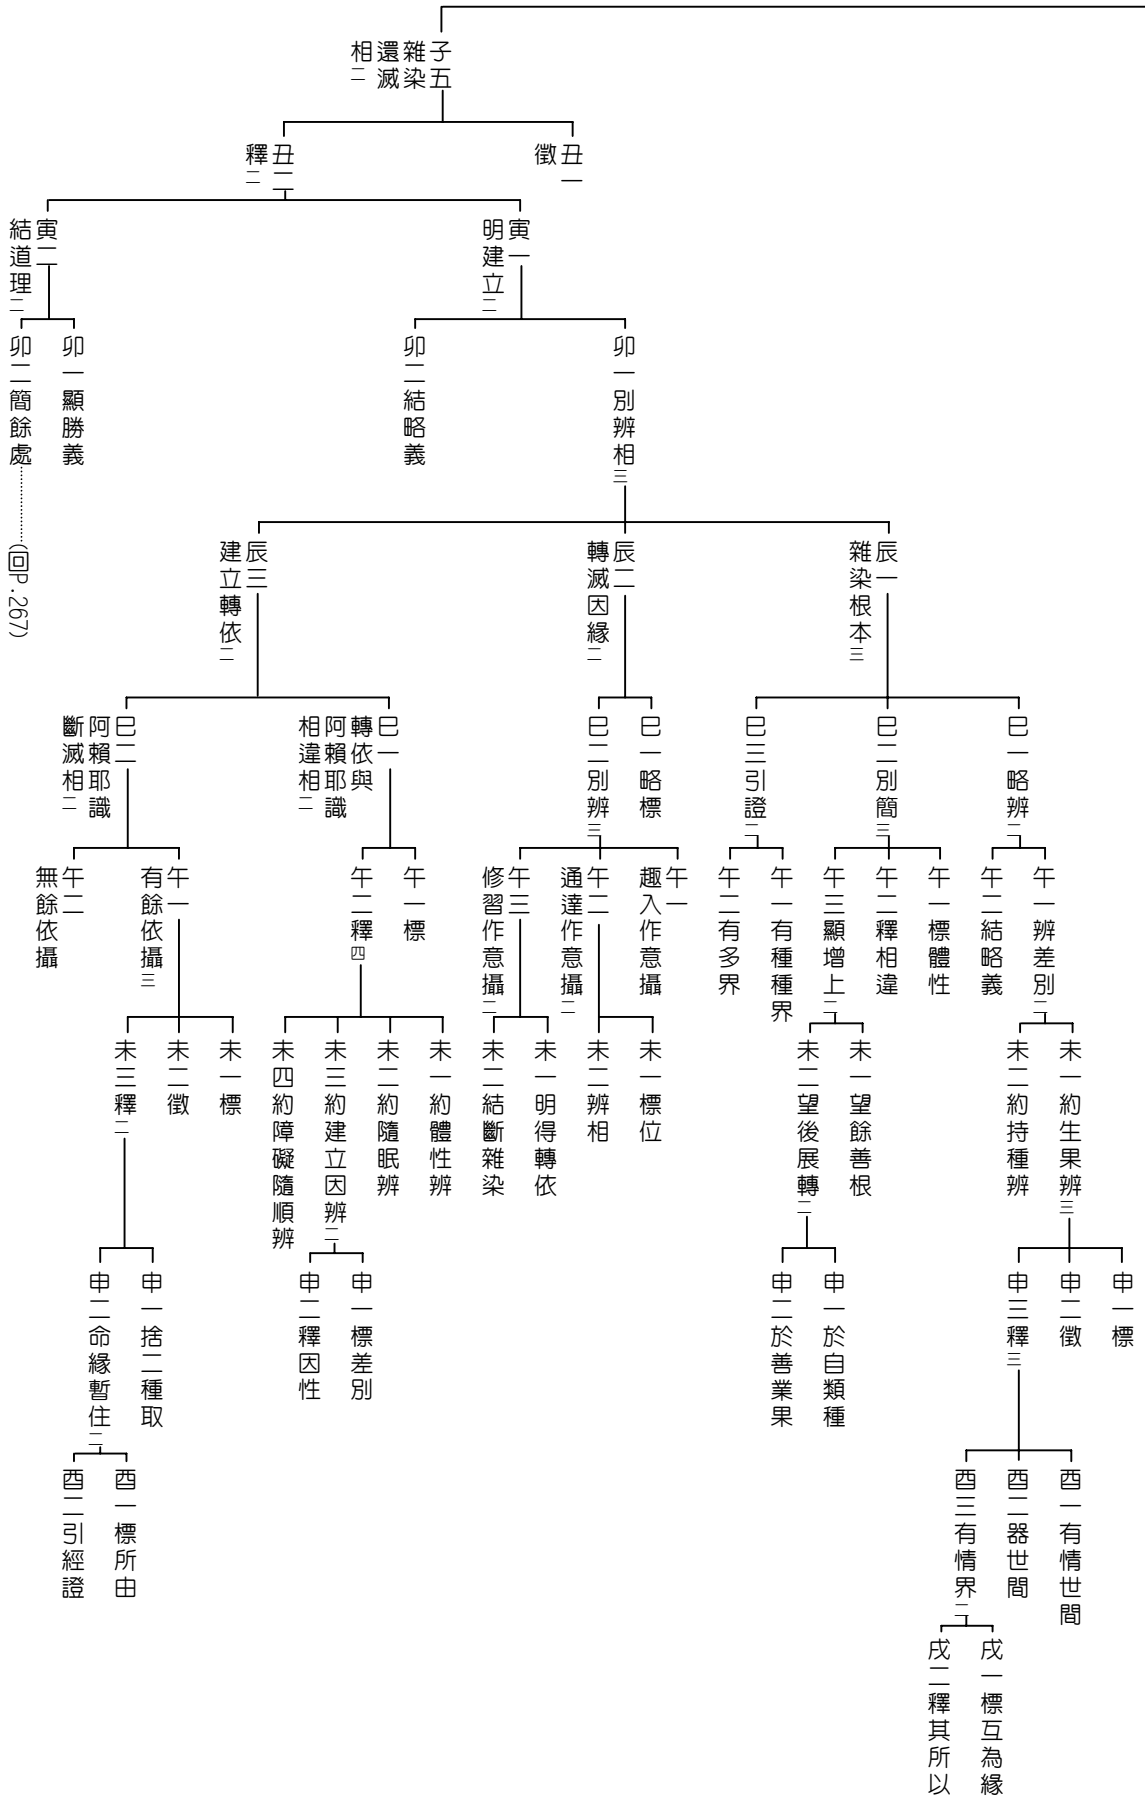 子五
雜染
還滅
相二
丑一
徵
丑二
釋二
寅一
明建立二
寅二
結道理二
卯一別辨相三
卯二結略義
卯一顯勝義
卯二簡餘處…………(回P.267)
辰一
雜染根本三
辰二
轉滅因緣二
辰三
建立轉依二
巳一略辨二
巳二別簡三
巳三引證二
巳一略標
巳二別辨三
巳一
轉依與
阿賴耶識
相違相二
巳二
阿賴耶識
斷滅相二
午一辨差別二
午二結略義
午一標體性
午二釋相違
午三顯增上二
午一有種種界
午二有多界
午一
趣入作意攝
午二
通達作意攝二
午三
修習作意攝二
午一標
午二釋四
午一
有餘依攝三
午二
無餘依攝
未一約生果辨三
未二約持種辨
未一望餘善根
未二望後展轉二
未一標位
未二辨相
未一明得轉依
未二結斷雜染
未一約體性辨
未二約隨眠辨
未三約建立因辨二
未四約障礙隨順辨
未一標
未二徵
未三釋二
申一標
申二徵
申三釋三
申一於自類種
申二於善業果
申一標差別
申二釋因性
申一捨二種取
申二命緣暫住二
酉一有情世間
酉二器世間
酉三有情界二
酉一標所由
酉二引經證
戌一標互為緣
戌二釋其所以